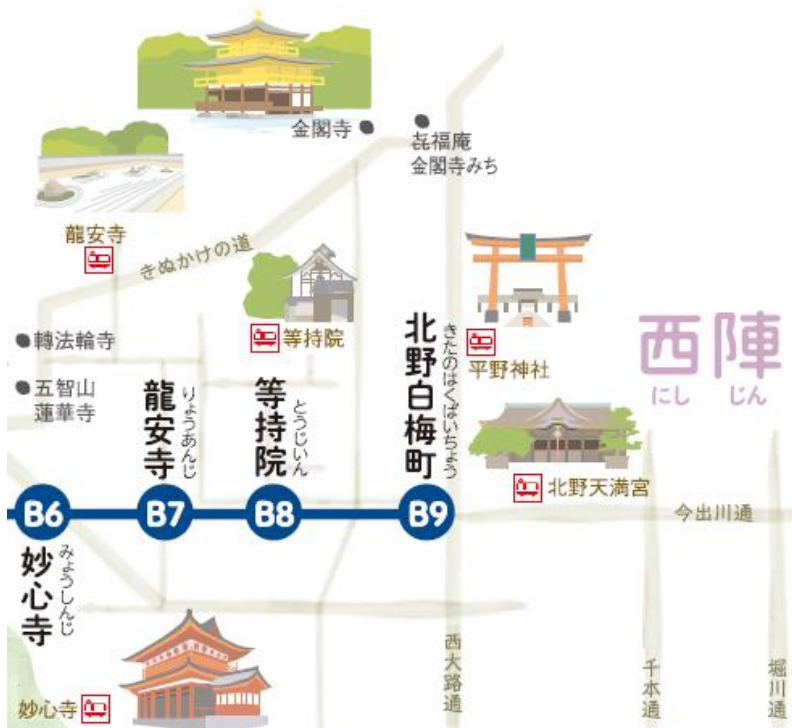 金閣寺
㐂福庵
金閣寺みち
龍安寺
きぬかけの道
等持院
平野神社
西陣
にし じん
轉法輪寺
五智山
蓮華寺
龍安寺
りょうあんじ
等持院
とうじいん
北野白梅町
きたのはくばいちょう
北野天満宮
B6
B7
B8
B9
今出川通
妙心寺
みょうしんじ
妙心寺
西大路通
千本通
堀川通